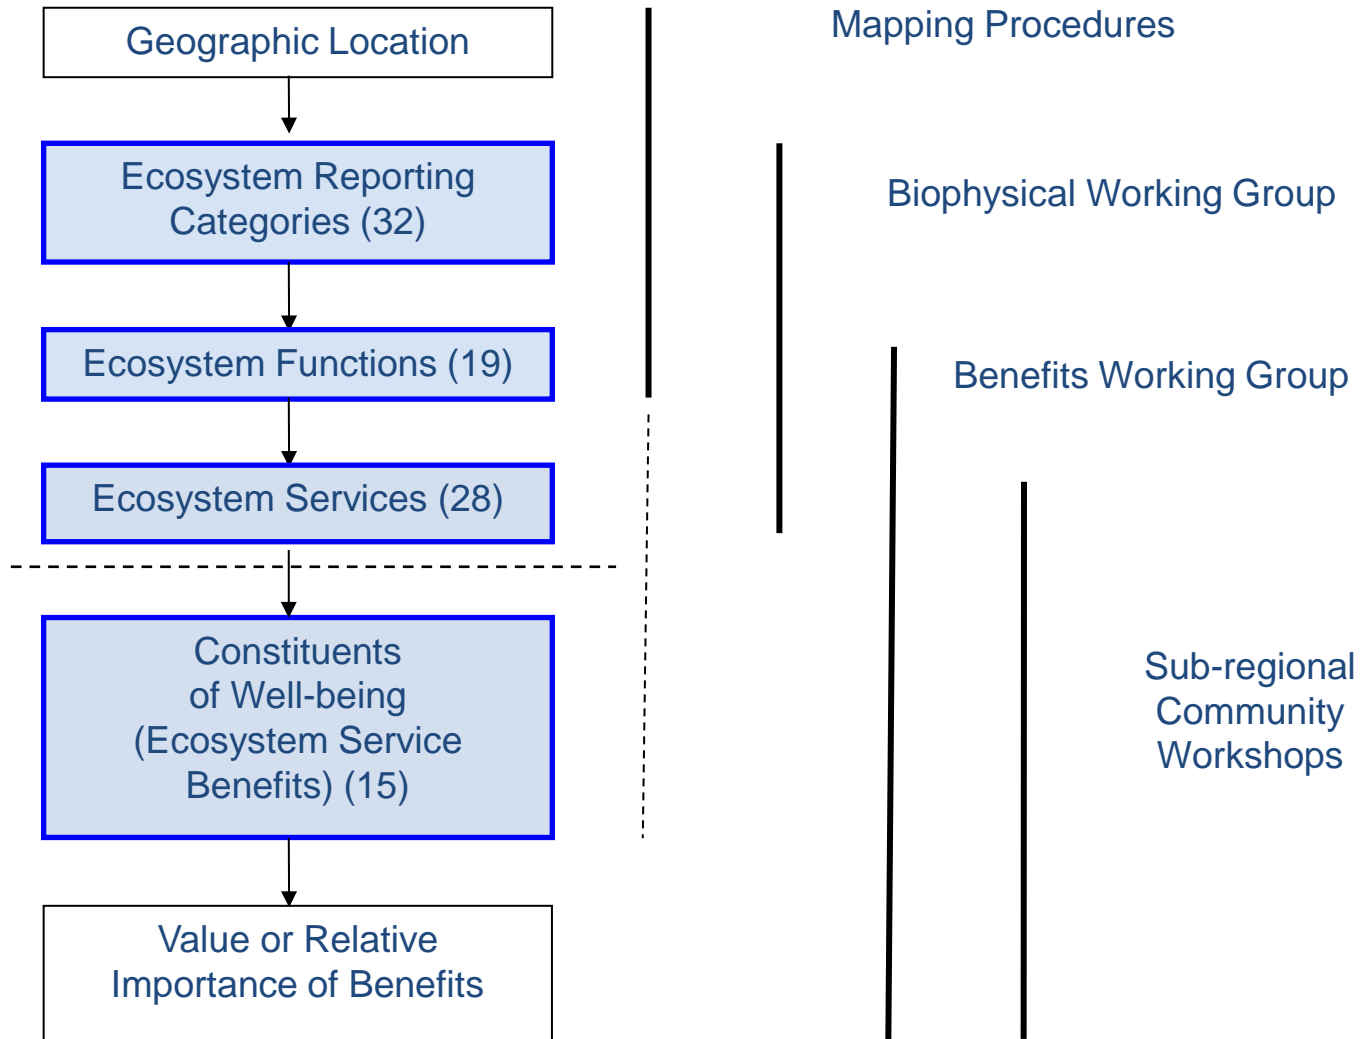 Geographic Location
Mapping Procedures
Ecosystem Reporting
Categories (32)
Biophysical Working Group
Ecosystem Functions (19)
Benefits Working Group
Ecosystem Services (28)
Constituents
of Well-being
(Ecosystem Service
Benefits) (15)
Sub-regional
Community
Workshops
Value or Relative
Importance of Benefits